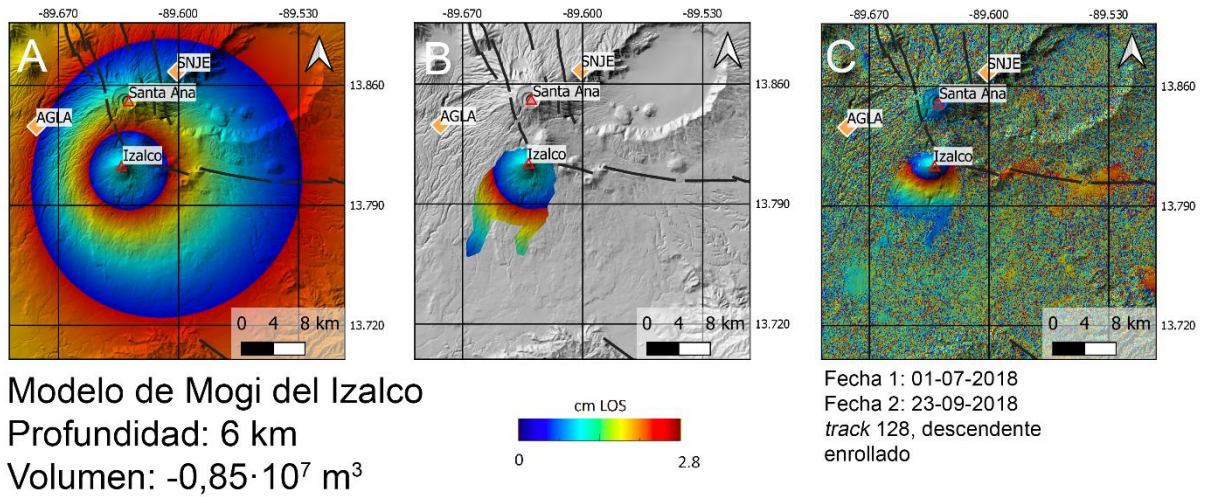 -89.670 -89.600 -89.530
A
SNJE
Santa Ana
AGLA
Izalco
13.860
13.790
13.720
0 4 8 km
-89.670 -89.600 -89.530
B
SNJE
Santa Ana
AGLA
Izalco
13.860
13.790
13.720
0 4 8 km
-89.670 -89.600 -89.530
C
SNJE
Santa Ana
AGLA
Izalco
13.860
13.790
13.720
0 4 8 km
Modelo de Mogi del Izalco
Profundidad: 6 km
Volumen: -0,85·10⁷ m³
cm LOS
0 2.8
Fecha 1: 01-07-2018
Fecha 2: 23-09-2018
track 128, descendente
enrollado